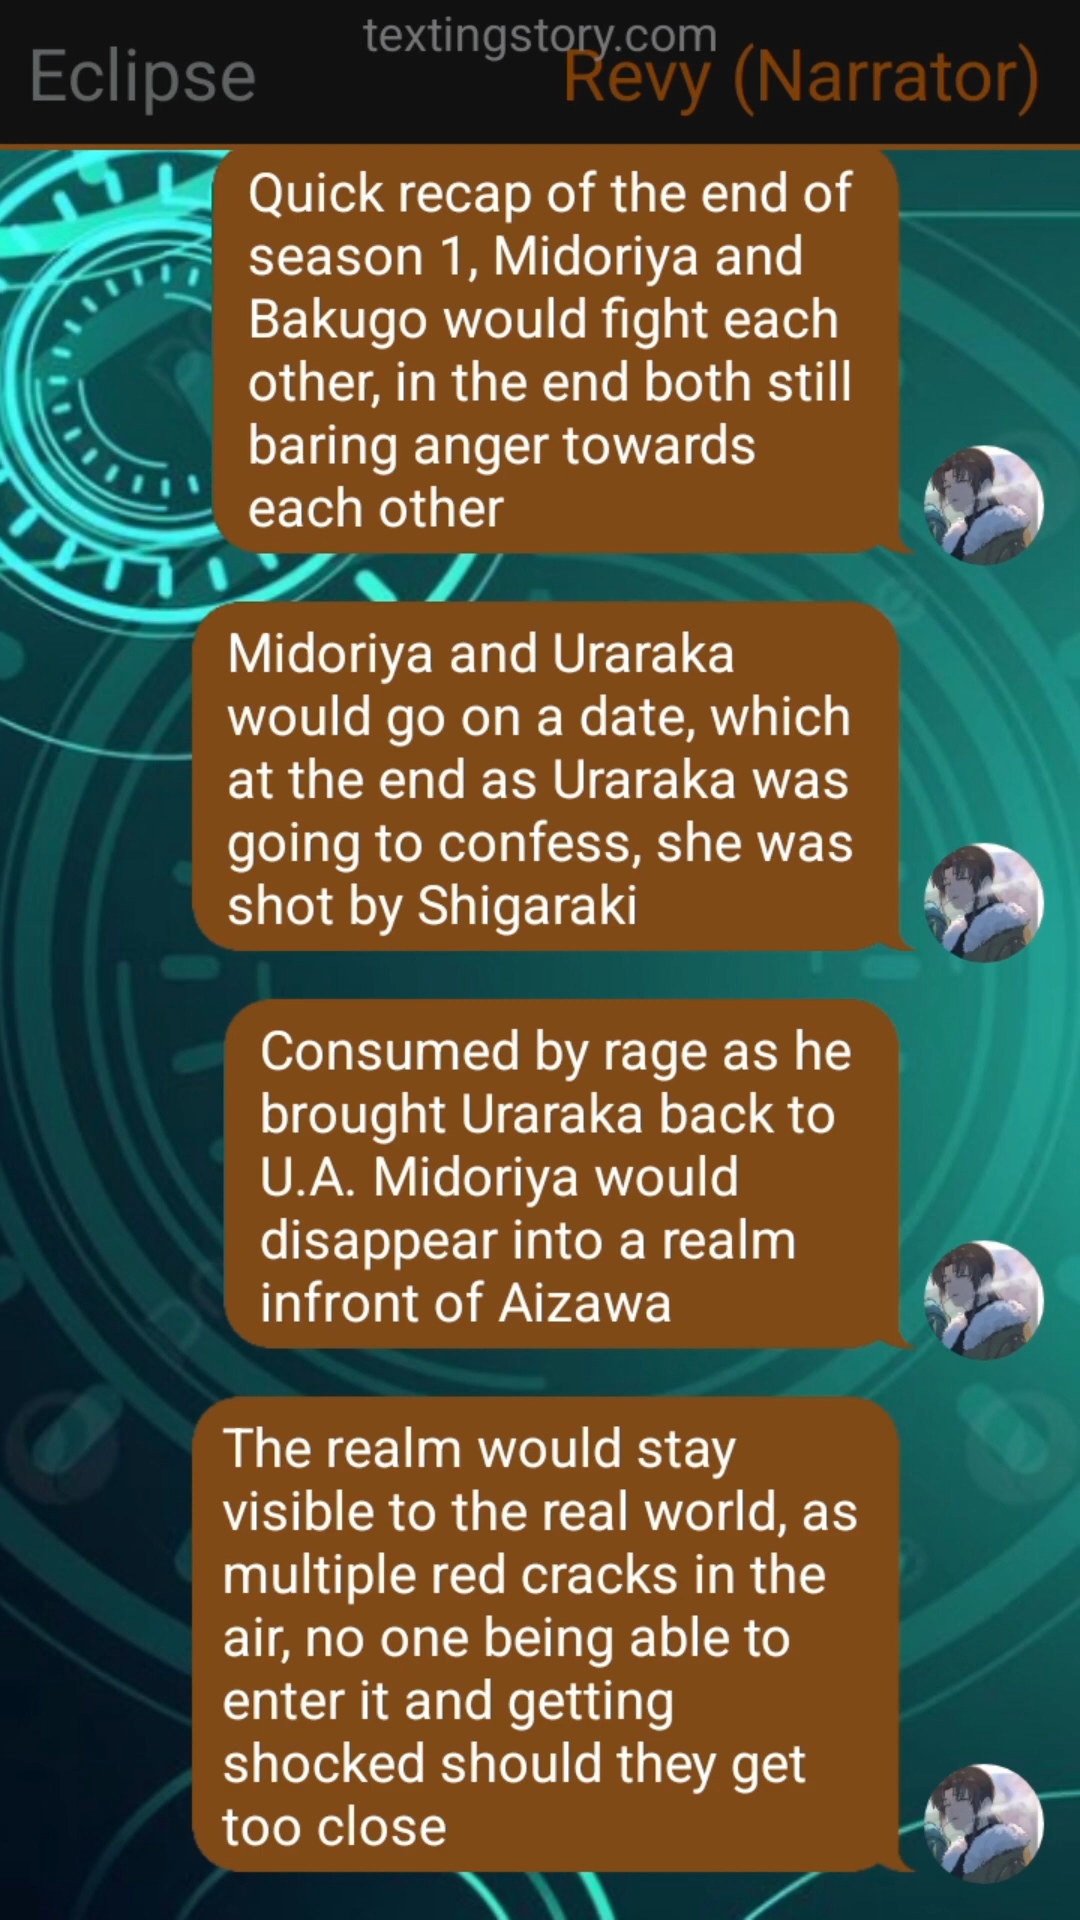 textingstory.com
Eclipse
Revy (Narrator)
Quick recap of the end of
season 1, Midoriya and
Bakugo would fight each
other, in the end both still
baring anger towards
each other
Midoriya and Uraraka
would go on a date, which
at the end as Uraraka was
going to confess, she was
shot by Shigaraki
Consumed by rage as he
brought Uraraka back to
U.A. Midoriya would
disappear into a realm
infront of Aizawa
The realm would stay
visible to the real world, as
multiple red cracks in the
air, no one being able to
enter it and getting
shocked should they get
too close